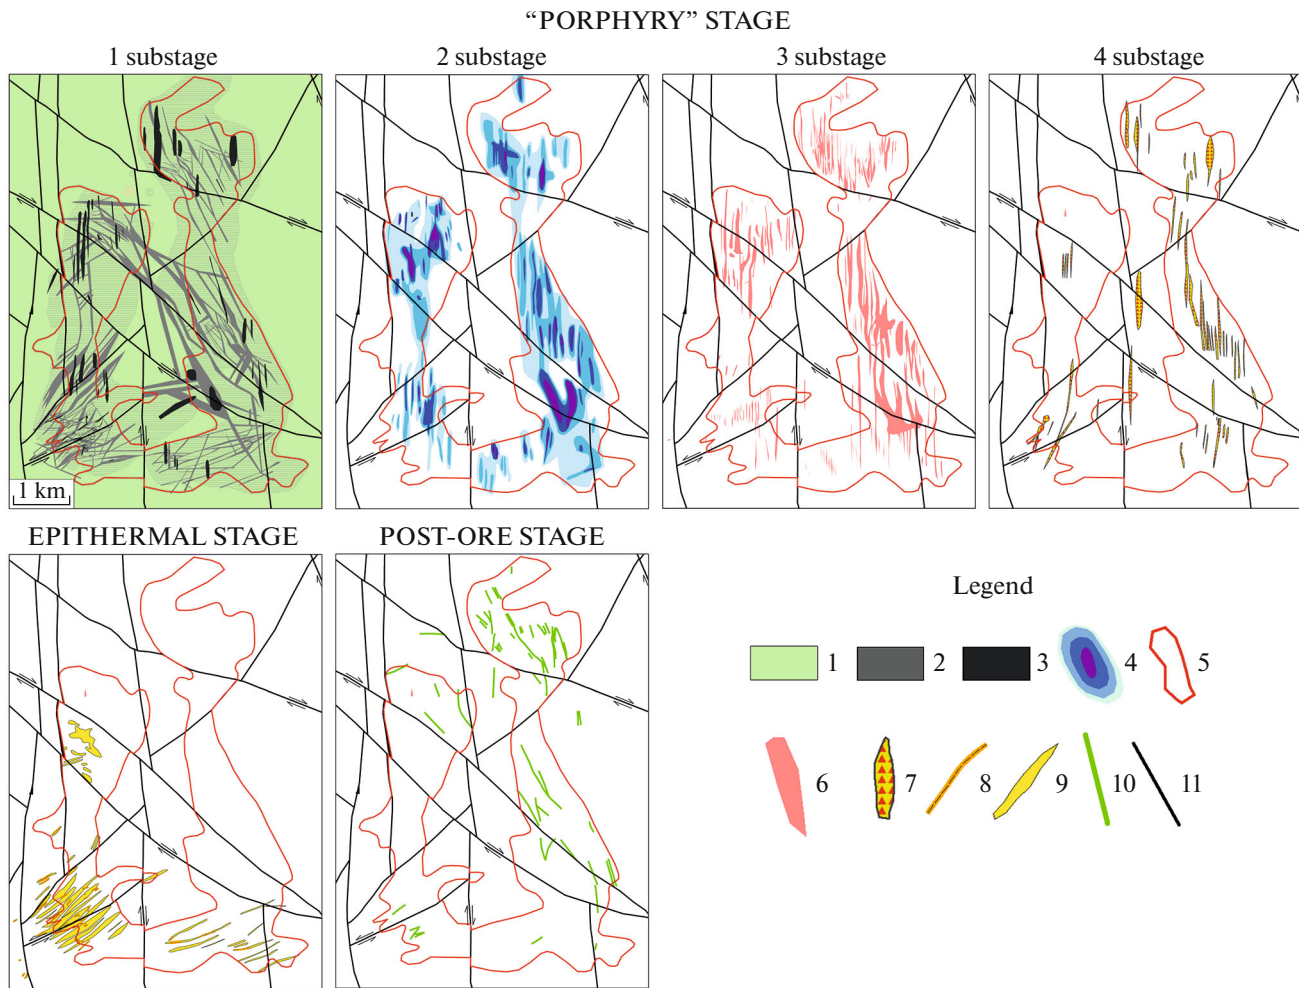 “PORPHYRY” STAGE
1 substage
2 substage
3 substage
4 substage
1 km
EPITHERMAL STAGE
POST-ORE STAGE
Legend
1
2
3
4
5
6
7
8
9
10
11